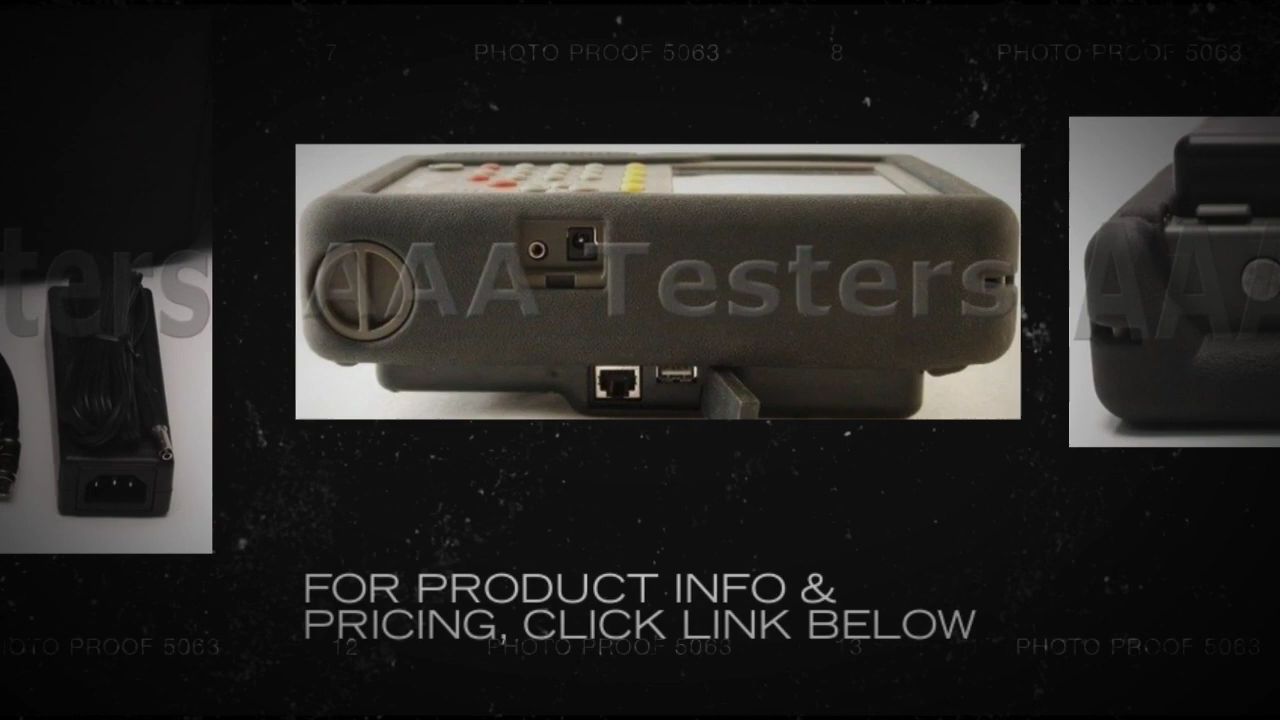 7 PHOTO PROOF 5063 8 PHOTO PROOF 5063
ters AAA Testers AAA
FOR PRODUCT INFO &
PRICING, CLICK LINK BELOW
OTO PROOF 5063 12 PHOTO PROOF 5063 13 PHOTO PROOF 5063